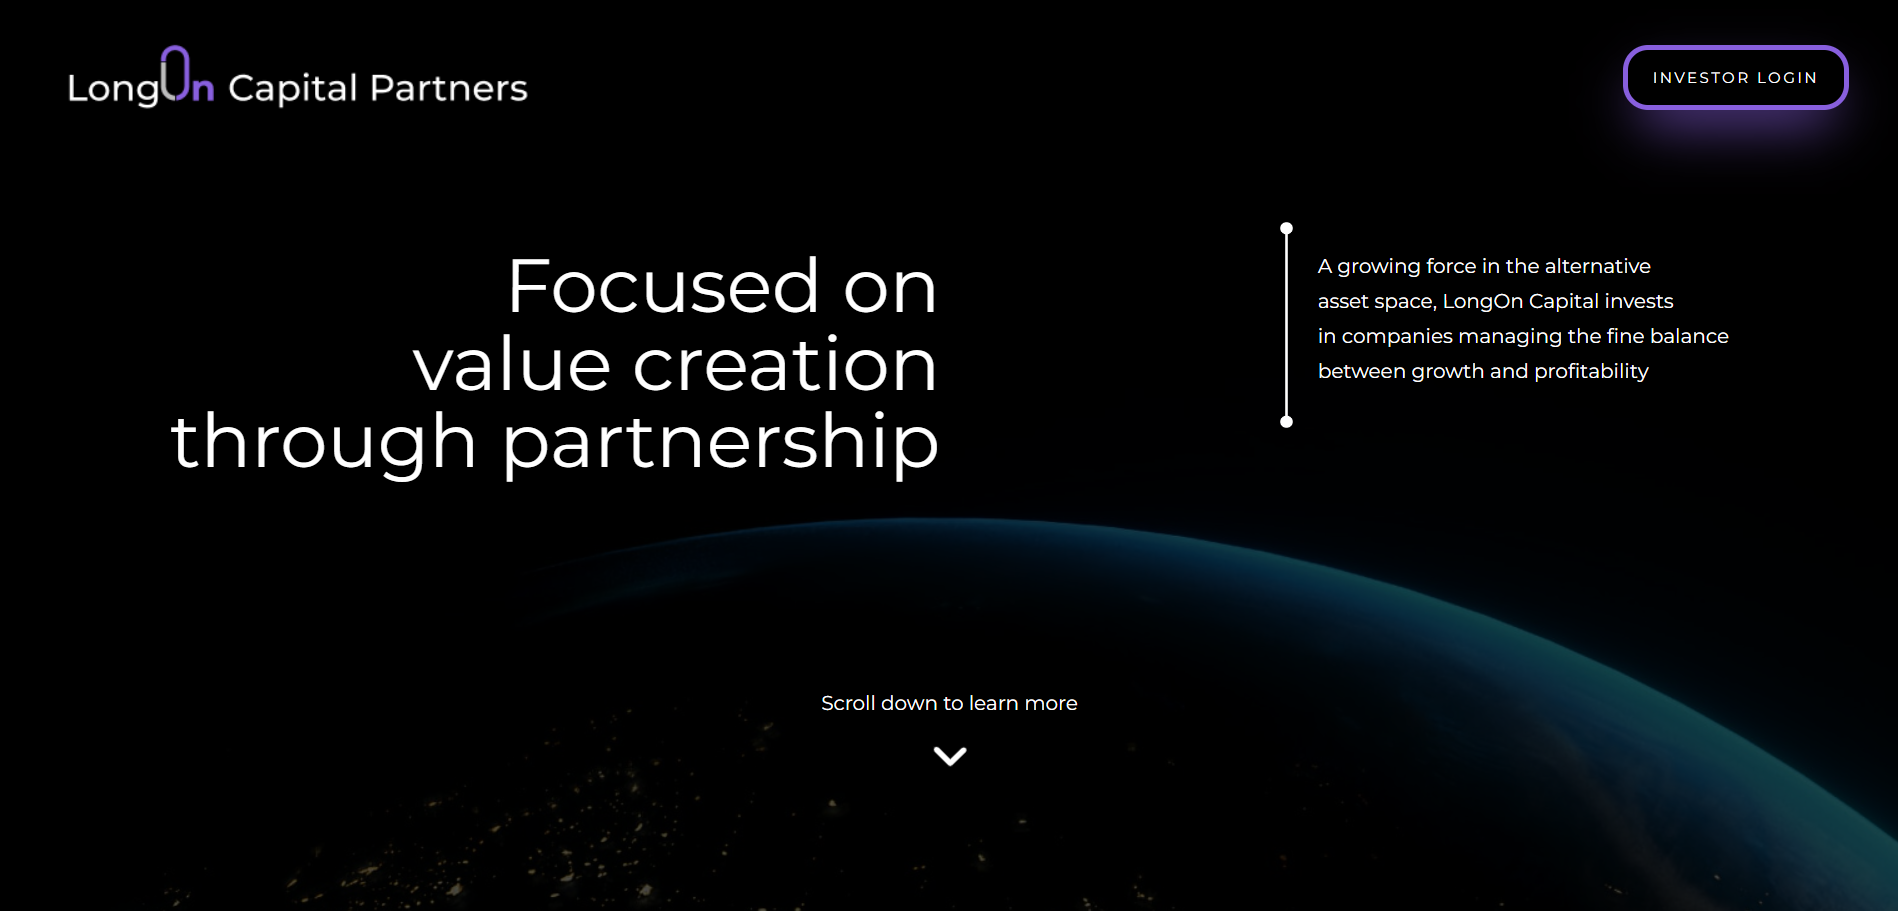 LongOn Capital Partners
INVESTOR LOGIN
Focused on
value creation
through partnership
A growing force in the alternative
asset space, LongOn Capital invests
in companies managing the fine balance
between growth and profitability
Scroll down to learn more